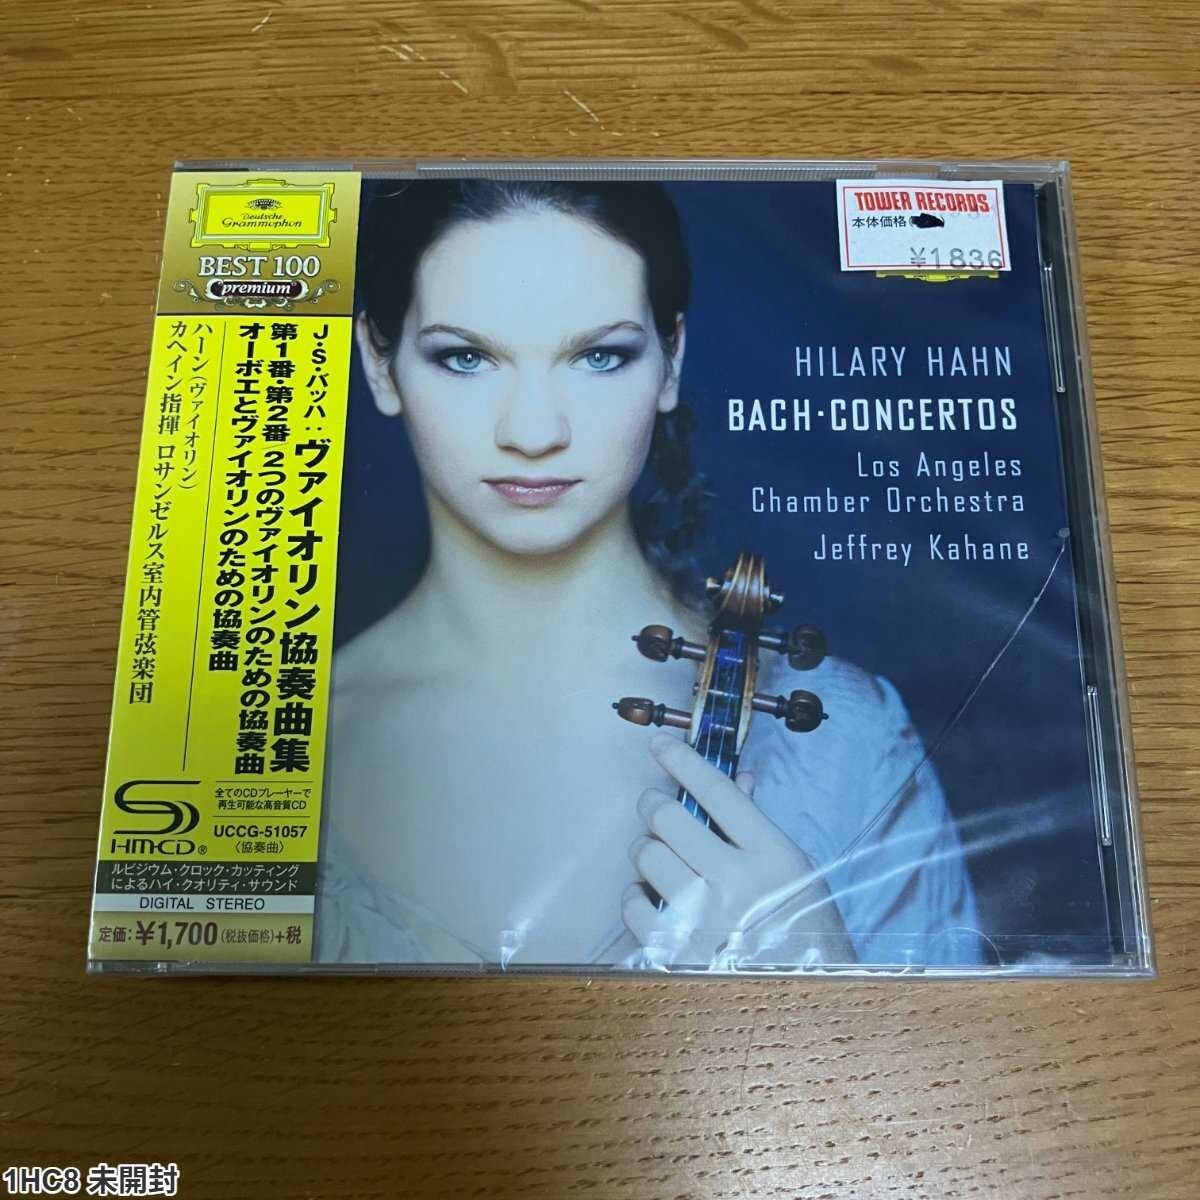 Deutsche
Grammophon
BEST 100
premium
J・S・バッハ：ヴァイオリン協奏曲集
第1番・第2番/2つのヴァイオリンのための協奏曲
オーボエとヴァイオリンのための協奏曲
ハーン(ヴァイオリン)
カヘイン指揮 ロサンゼルス室内管弦楽団
SHM-CD®
全てのCDプレーヤーで
再生可能な高音質CD
UCCG-51057
〈協奏曲〉
ルビジウム・クロック・カッティング
によるハイ・クオリティ・サウンド
DIGITAL STEREO
定価:¥1,700(税抜価格)+税
TOWER RECORDS
本体価格
¥1836
HILARY HAHN
BACH・CONCERTOS
Los Angeles
Chamber Orchestra
Jeffrey Kahane
1HC8 未開封